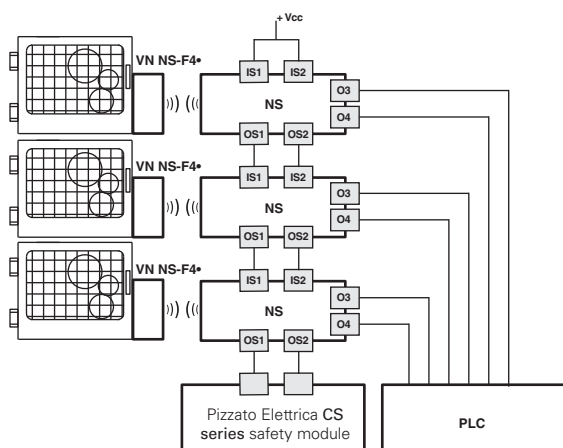 + Vcc
VN NS-F4•
IS1 IS2
NS
O3
O4
OS1 OS2
VN NS-F4•
IS1 IS2
NS
O3
O4
OS1 OS2
VN NS-F4•
IS1 IS2
NS
O3
O4
OS1 OS2
Pizzato Elettrica CS
series safety module
PLC